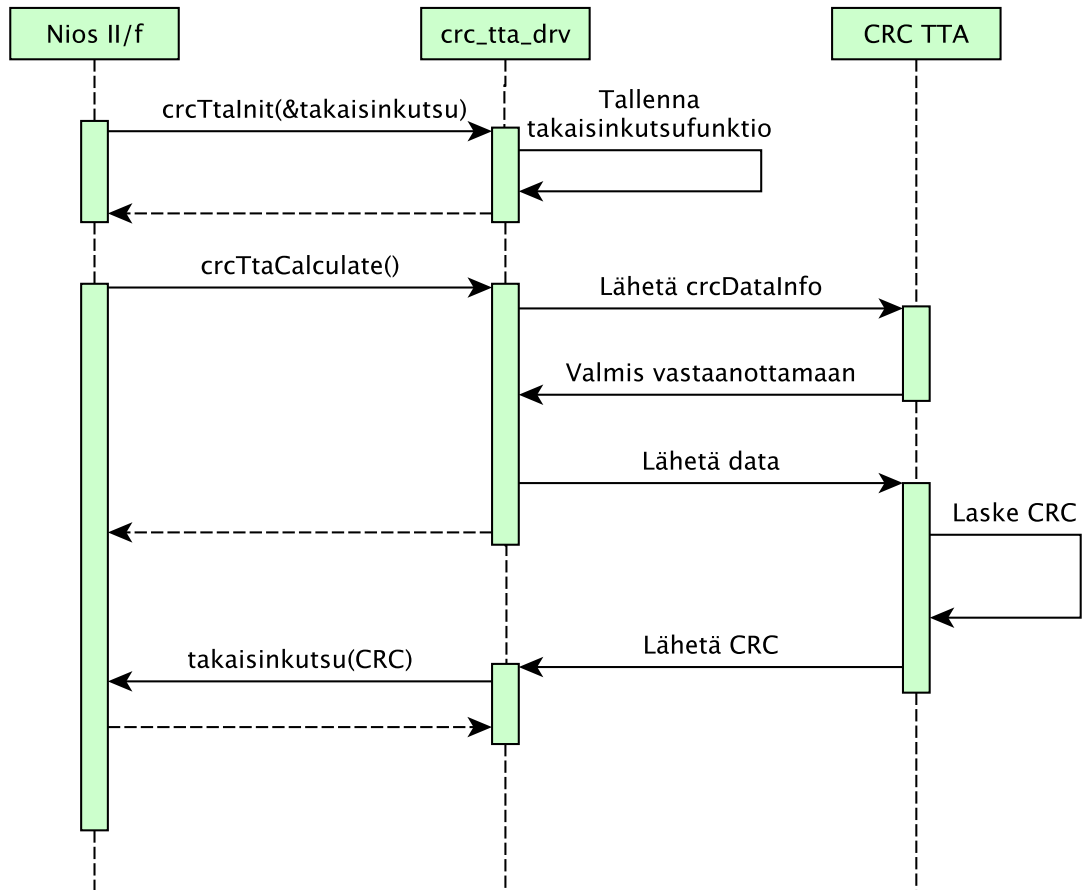 Nios II/f
crc_tta_drv
CRC TTA
crcTtaInit(&takaisinkutsu)
Tallenna
takaisinkutsufunktio
crcTtaCalculate()
Lähetä crcDataInfo
Valmis vastaanottamaan
Lähetä data
Laske CRC
Lähetä CRC
takaisinkutsu(CRC)